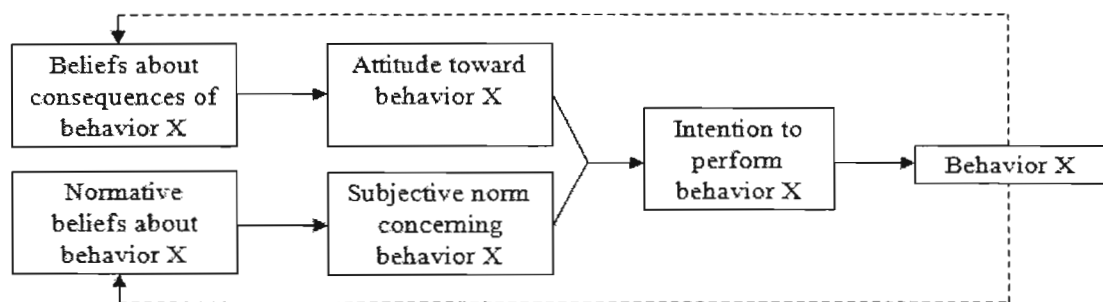 Beliefs about
consequences of
behavior X
Attitude toward
behavior X
Normative
beliefs about
behavior X
Subjective norm
concerning
behavior X
Intention to
perform
behavior X
Behavior X